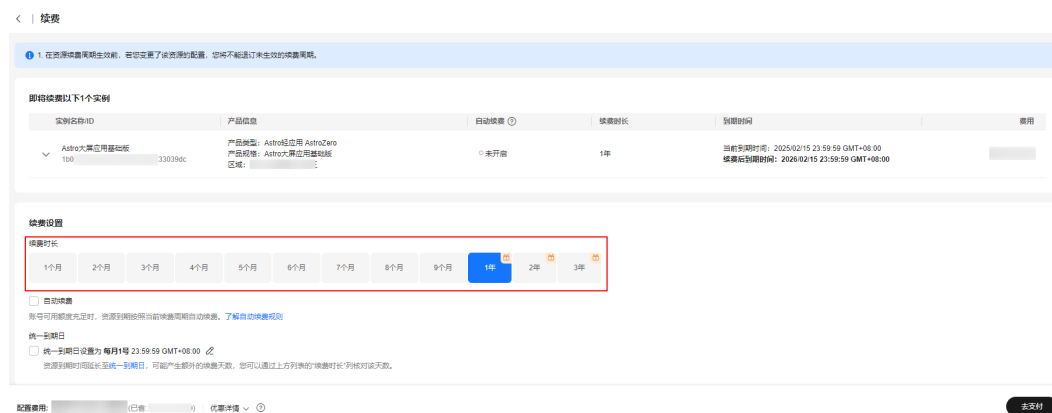 续费
1. 在资源续费周期生效前，若您变更了该资源的配置，您将不能退订未生效的续费周期。
即将续费以下1个实例
实例名称/ID 产品信息 自动续费 续费时长 到期时间 费用
Astro大屏应用基础版
1b0 33039dc
产品类型：Astro轻应用 AstroZero
产品规格：Astro大屏应用基础版
区域：
未开启
1年
当前到期时间：2025/02/15 23:59:59 GMT+08:00
续费后到期时间：2026/02/15 23:59:59 GMT+08:00
续费设置
续费时长
1个月 2个月 3个月 4个月 5个月 6个月 7个月 8个月 9个月 1年 2年 3年
自动续费
账号可用额度充足时，资源到期按照当前续费周期自动续费。了解自动续费规则
统一到期日
统一到期日设置为 每月1号 23:59:59 GMT+08:00
资源到期时间延长至统一到期日，可能产生额外的续费天数，您可以通过上方列表的“续费时长”列核对该天数。
配置费用: (已省: ) 优惠详情
去支付